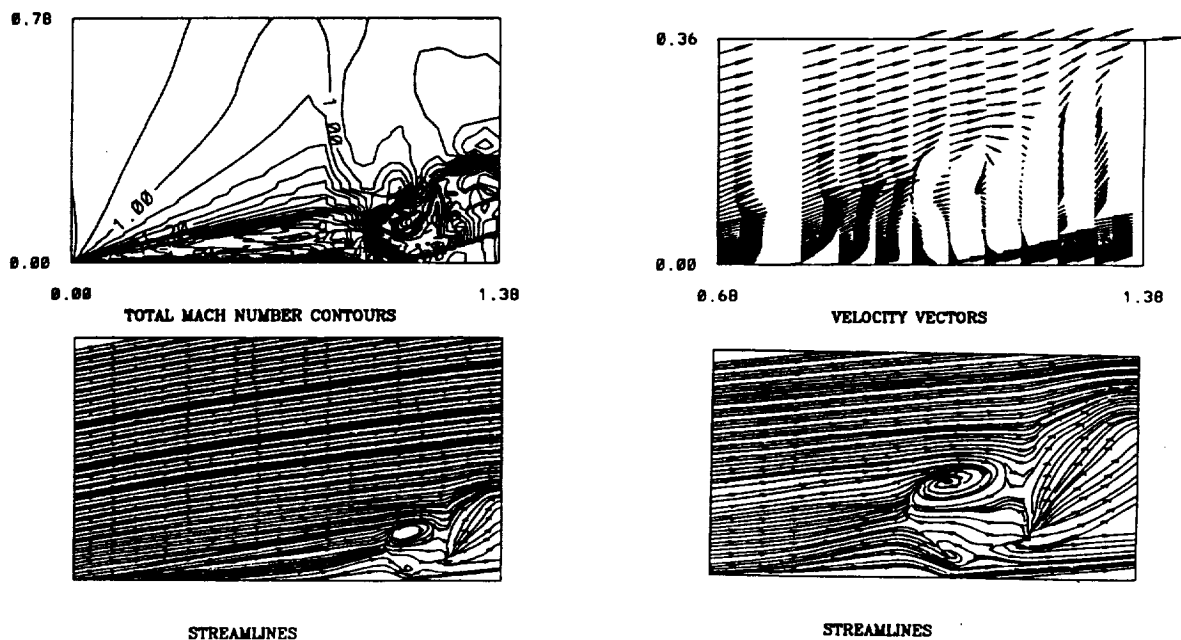 0.78
1.00
1.00
0.00
0.00 1.38
TOTAL MACH NUMBER CONTOURS
0.36
0.00
0.68 1.38
VELOCITY VECTORS
STREAMLINES
STREAMLINES